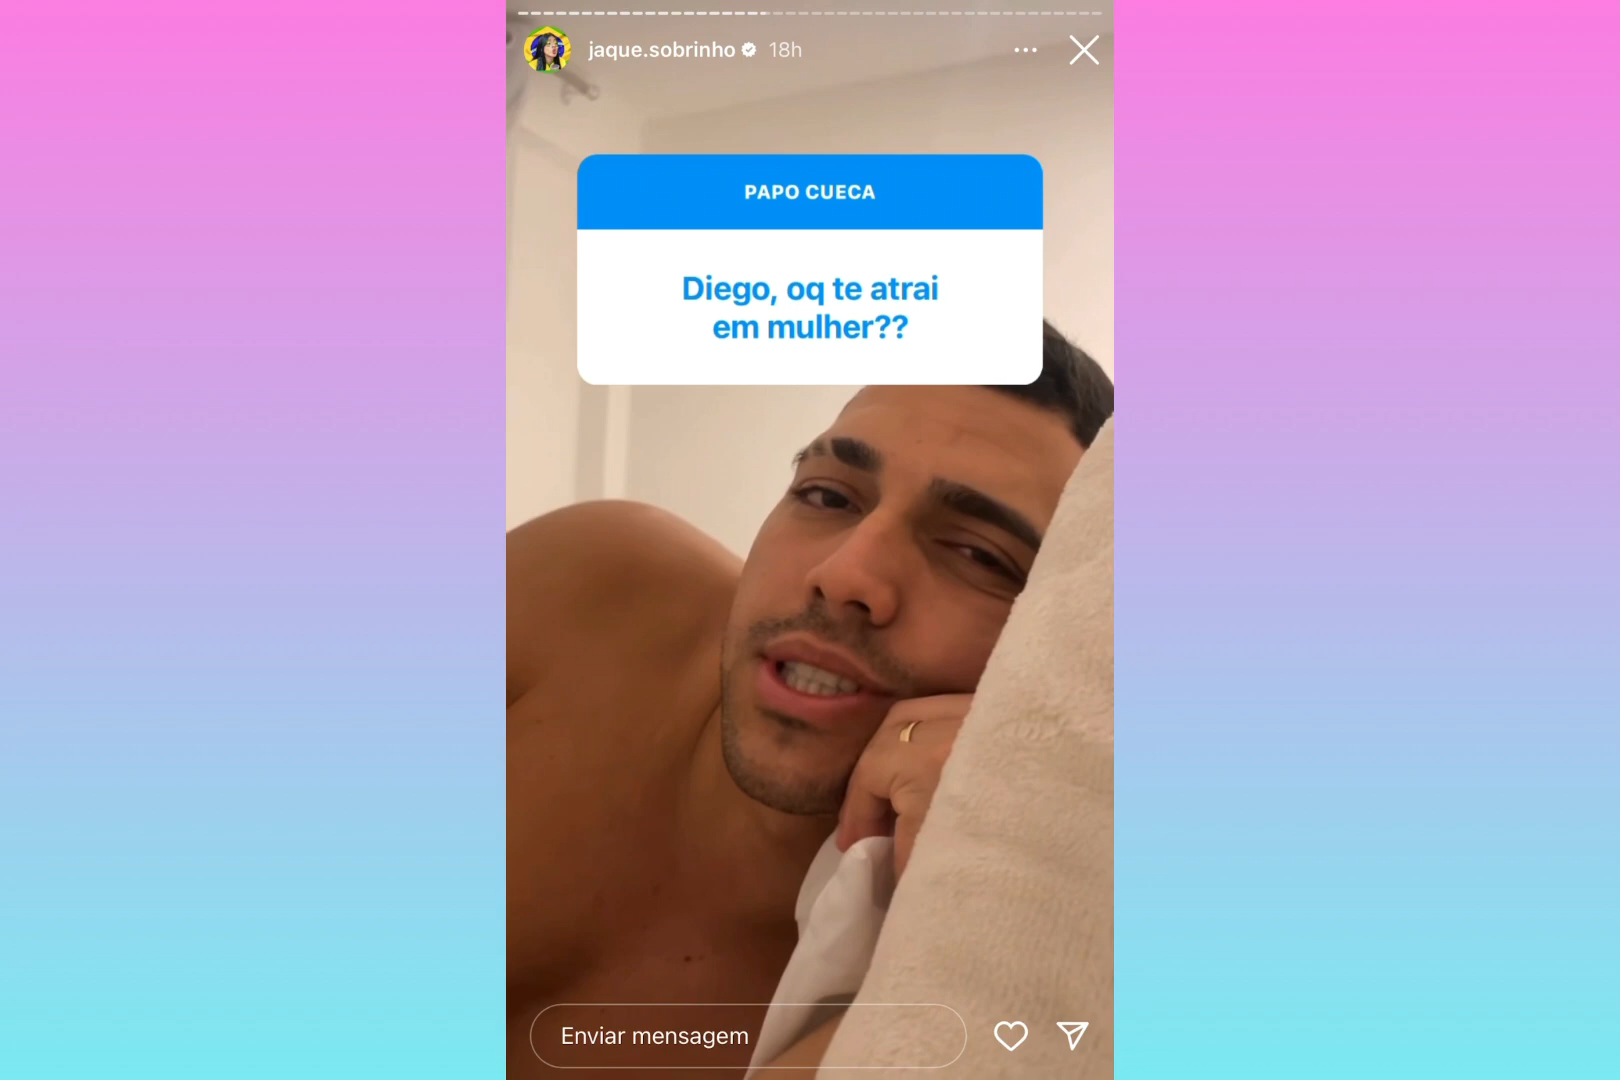 jaque.sobrinho 18h
PAPO CUECA
Diego, oq te atrai
em mulher??
Enviar mensagem